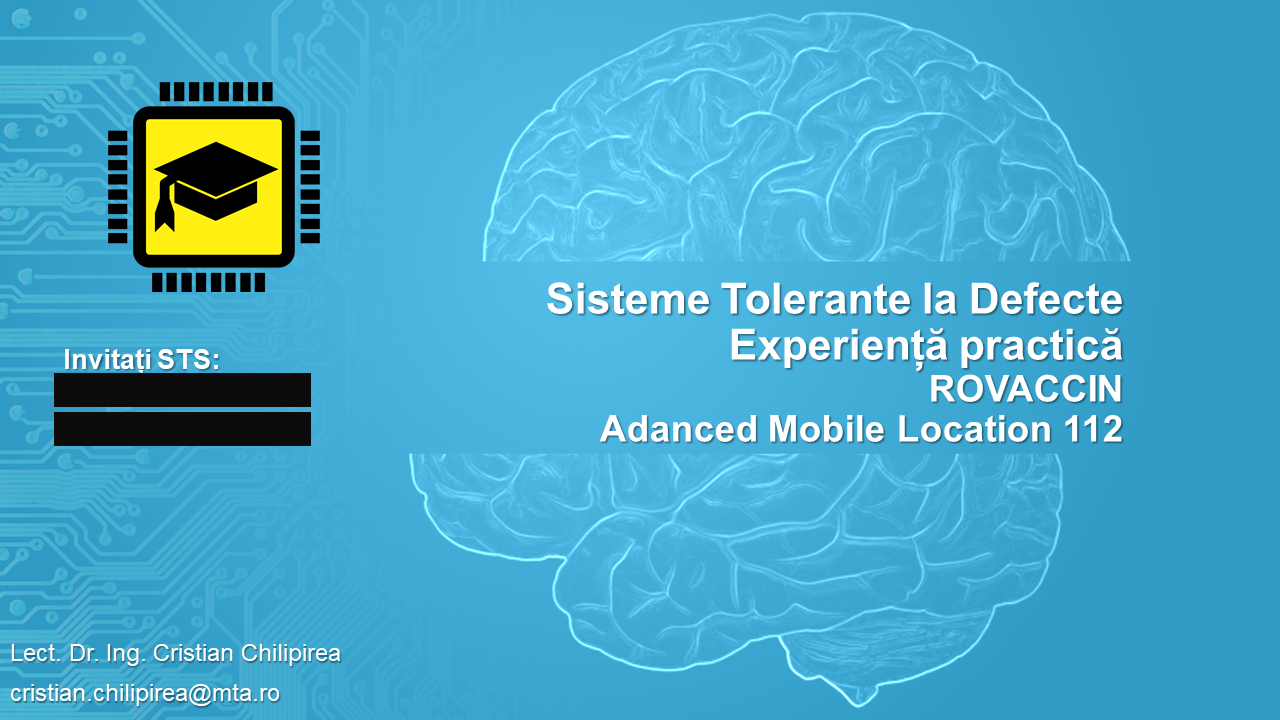 Sisteme Tolerante la Defecte
Experiență practică
ROVACCIN
Adanced Mobile Location 112
Invitați STS:
Lect. Dr. Ing. Cristian Chilipirea
cristian.chilipirea@mta.ro